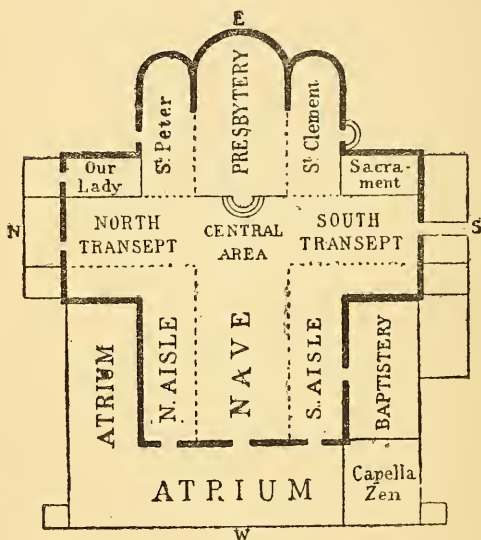 E
St. Peter
PRESBYTERY
St. Clement
Our
Lady
Sacra-
ment
N
NORTH
TRANSEPT
CENTRAL
AREA
SOUTH
TRANSEPT
S
ATRIUM
N. AISLE
NAVE
S. AISLE
BAPTISTERY
ATRIUM
Capella
Zen
W